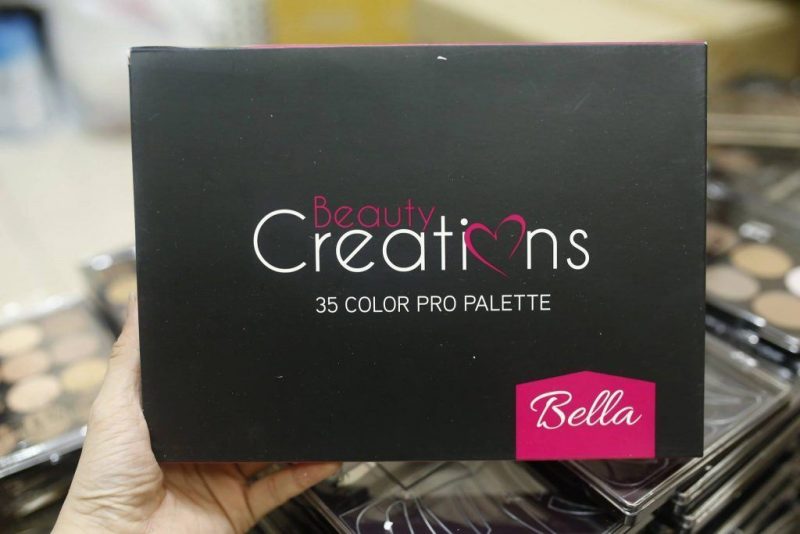 Beauty
Creations
35 COLOR PRO PALETTE
Bella